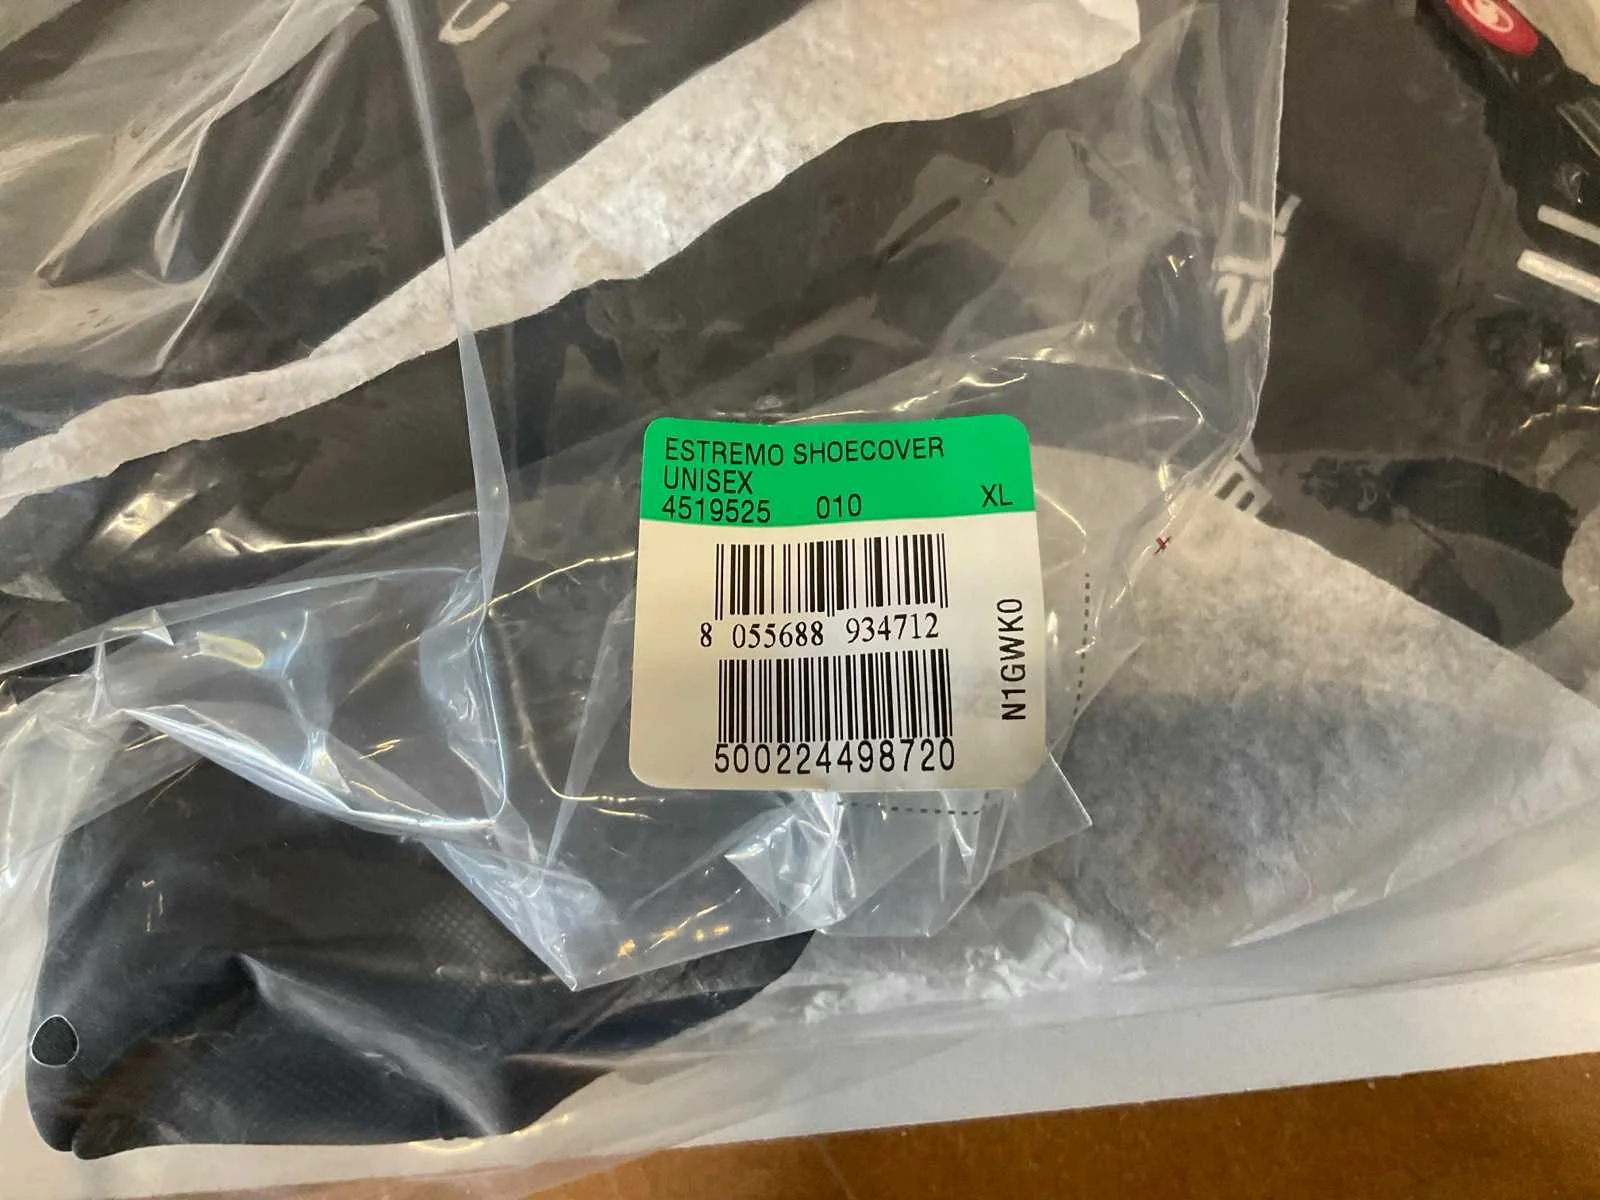 ESTREMO SHOECOVER
UNISEX
4519525 010 XL
8 055688 934712
N1GWK0
500224498720